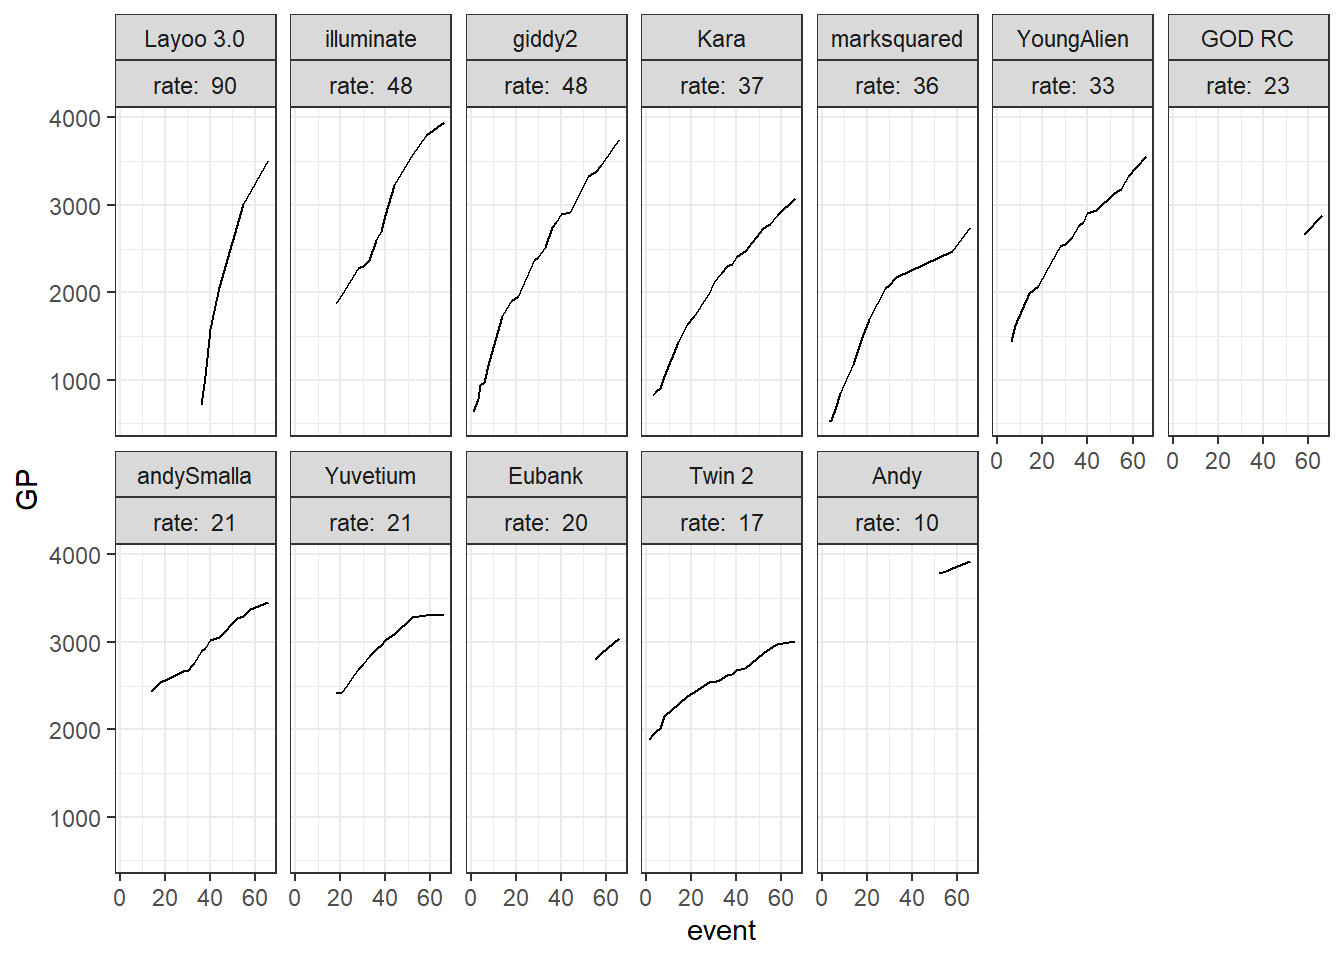 Layoo 3.0 illuminate giddy2 Kara marksquared YoungAlien GOD RC
rate: 90 rate: 48 rate: 48 rate: 37 rate: 36 rate: 33 rate: 23
4000
3000
2000
1000
0 20 40 60 0 20 40 60
andySmalla Yuvetium Eubank Twin 2 Andy
rate: 21 rate: 21 rate: 20 rate: 17 rate: 10
GP
4000
3000
2000
1000
0 20 40 60 0 20 40 60 0 20 40 60 0 20 40 60 0 20 40 60
event